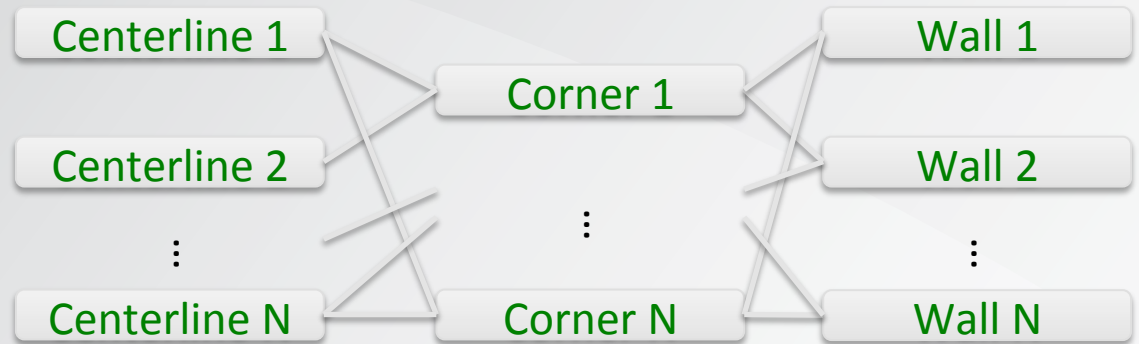 Centerline 1
Wall 1
Corner 1
Centerline 2
Wall 2
⋮
⋮
⋮
Centerline N
Corner N
Wall N